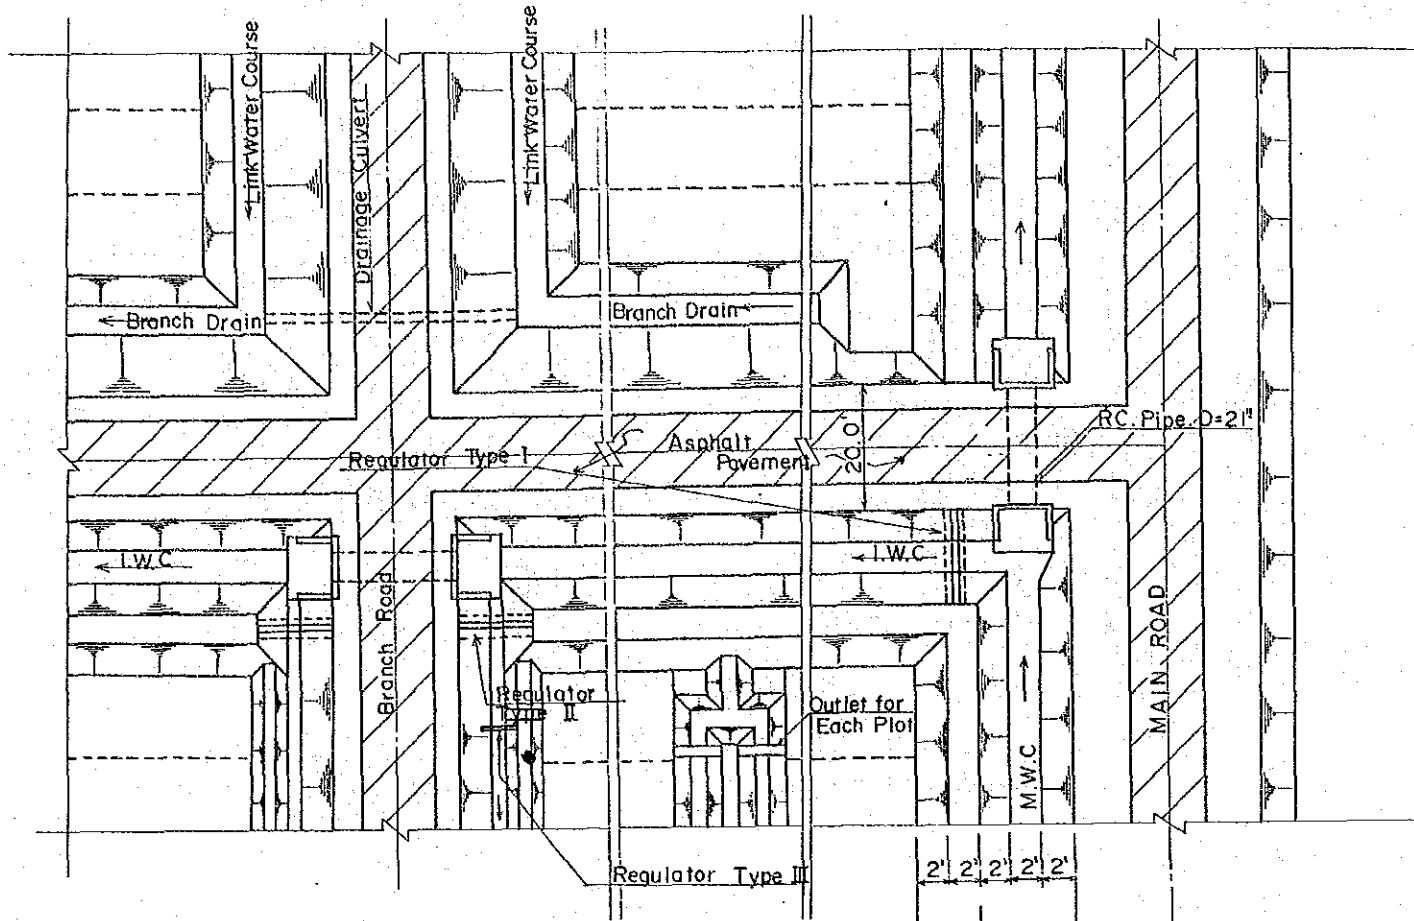 Link Water Course
Link Water Course
Drainage Culvert
Branch Drain
Branch Drain
RC. Pipe. D=21"
Asphalt
Pavement
20.0'
Regulator Type-I
I.W.C
I.W.C
Branch Road
MAIN ROAD
Regulator
II
Outlet for
Each Plot
M.W.C
Regulator Type III
2' 2' 2' 2' 2'